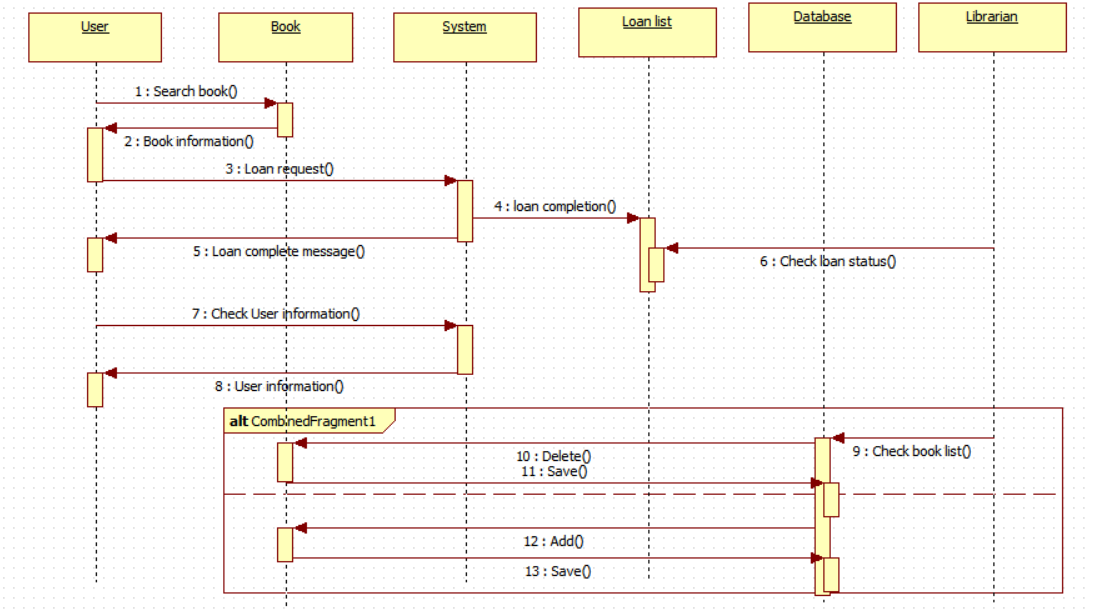 User
Book
System
Loan list
Database
Librarian
1 : Search book()
2 : Book information()
3 : Loan request()
4 : loan completion()
5 : Loan complete message()
6 : Check loan status()
7 : Check User information()
8 : User information()
alt CombinedFragment1
9 : Check book list()
10 : Delete()
11 : Save()
12 : Add()
13 : Save()